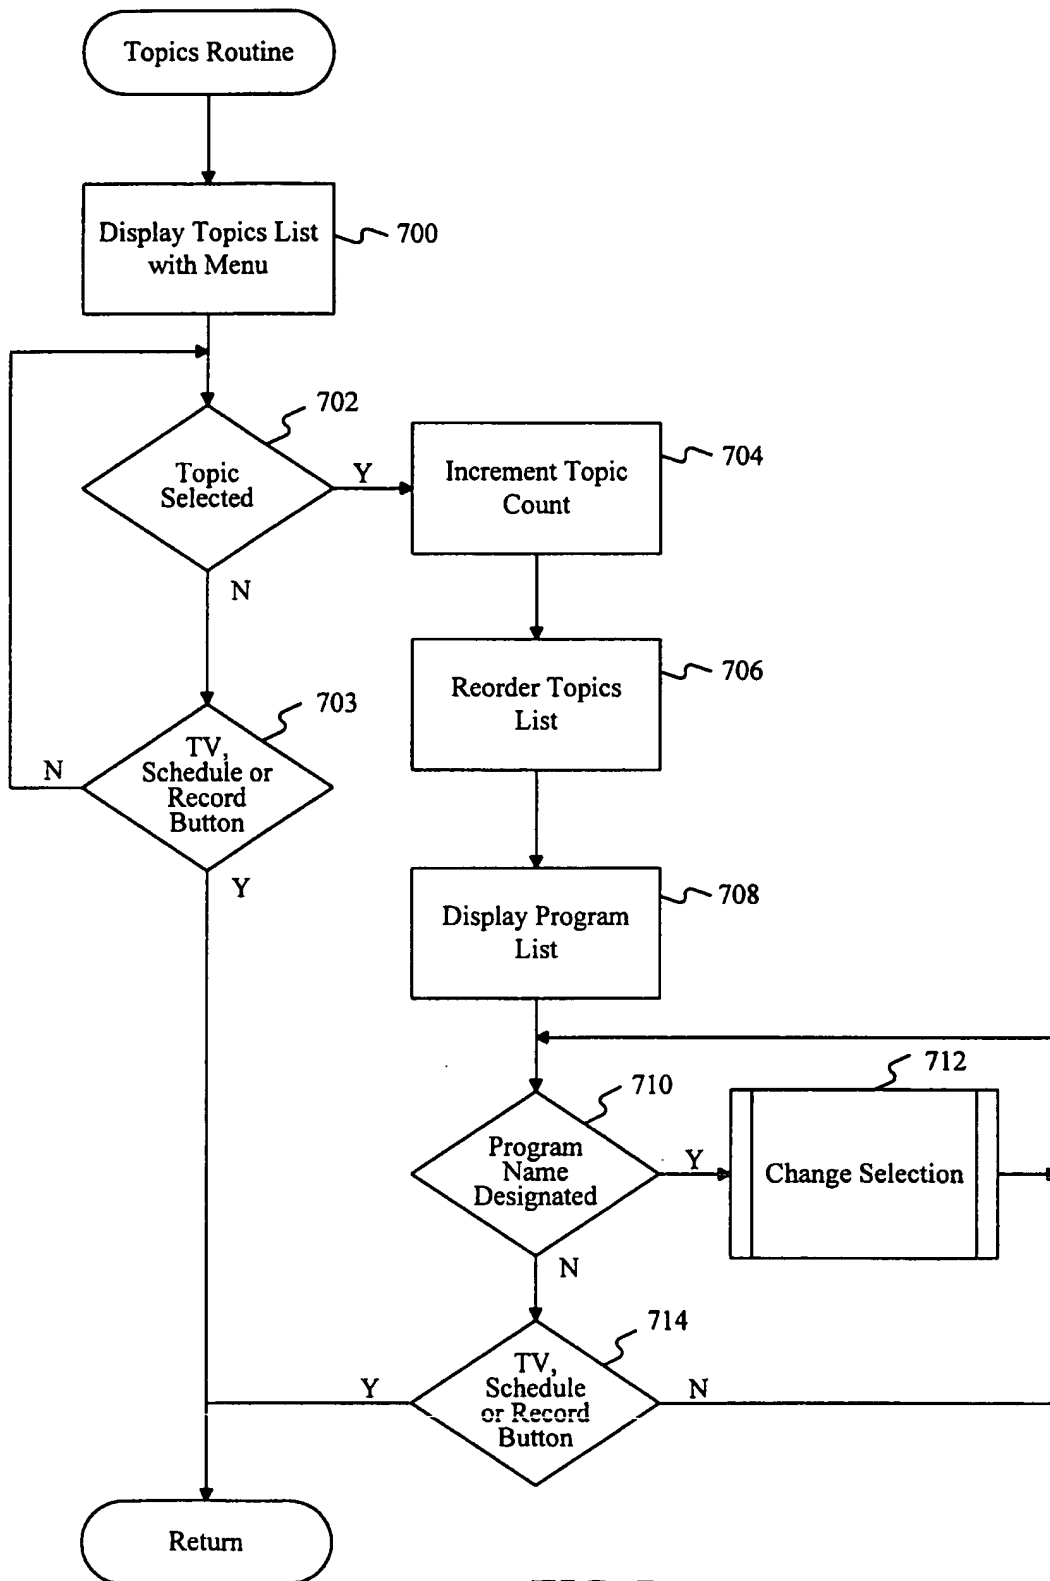 Topics Routine
Display Topics List
with Menu
700
702
Topic
Selected
Y
N
Increment Topic
Count
704
Reorder Topics
List
706
703
TV,
Schedule or
Record
Button
N
Y
Display Program
List
708
710
Program
Name
Designated
Y
N
712
Change Selection
714
TV,
Schedule
or Record
Button
Y
N
Return